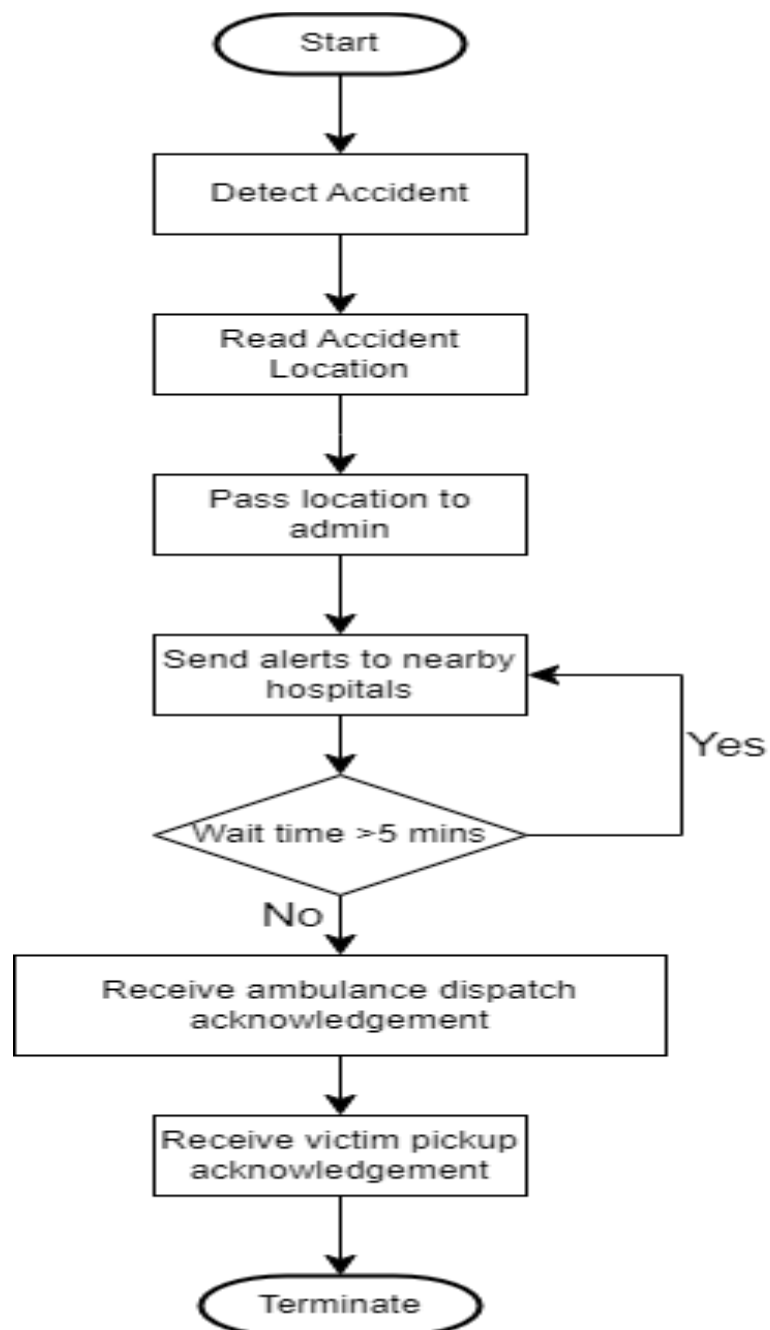 Start
Detect Accident
Read Accident
Location
Pass location to
admin
Send alerts to nearby
hospitals
Yes
Wait time >5 mins
No
Receive ambulance dispatch
acknowledgement
Receive victim pickup
acknowledgement
Terminate